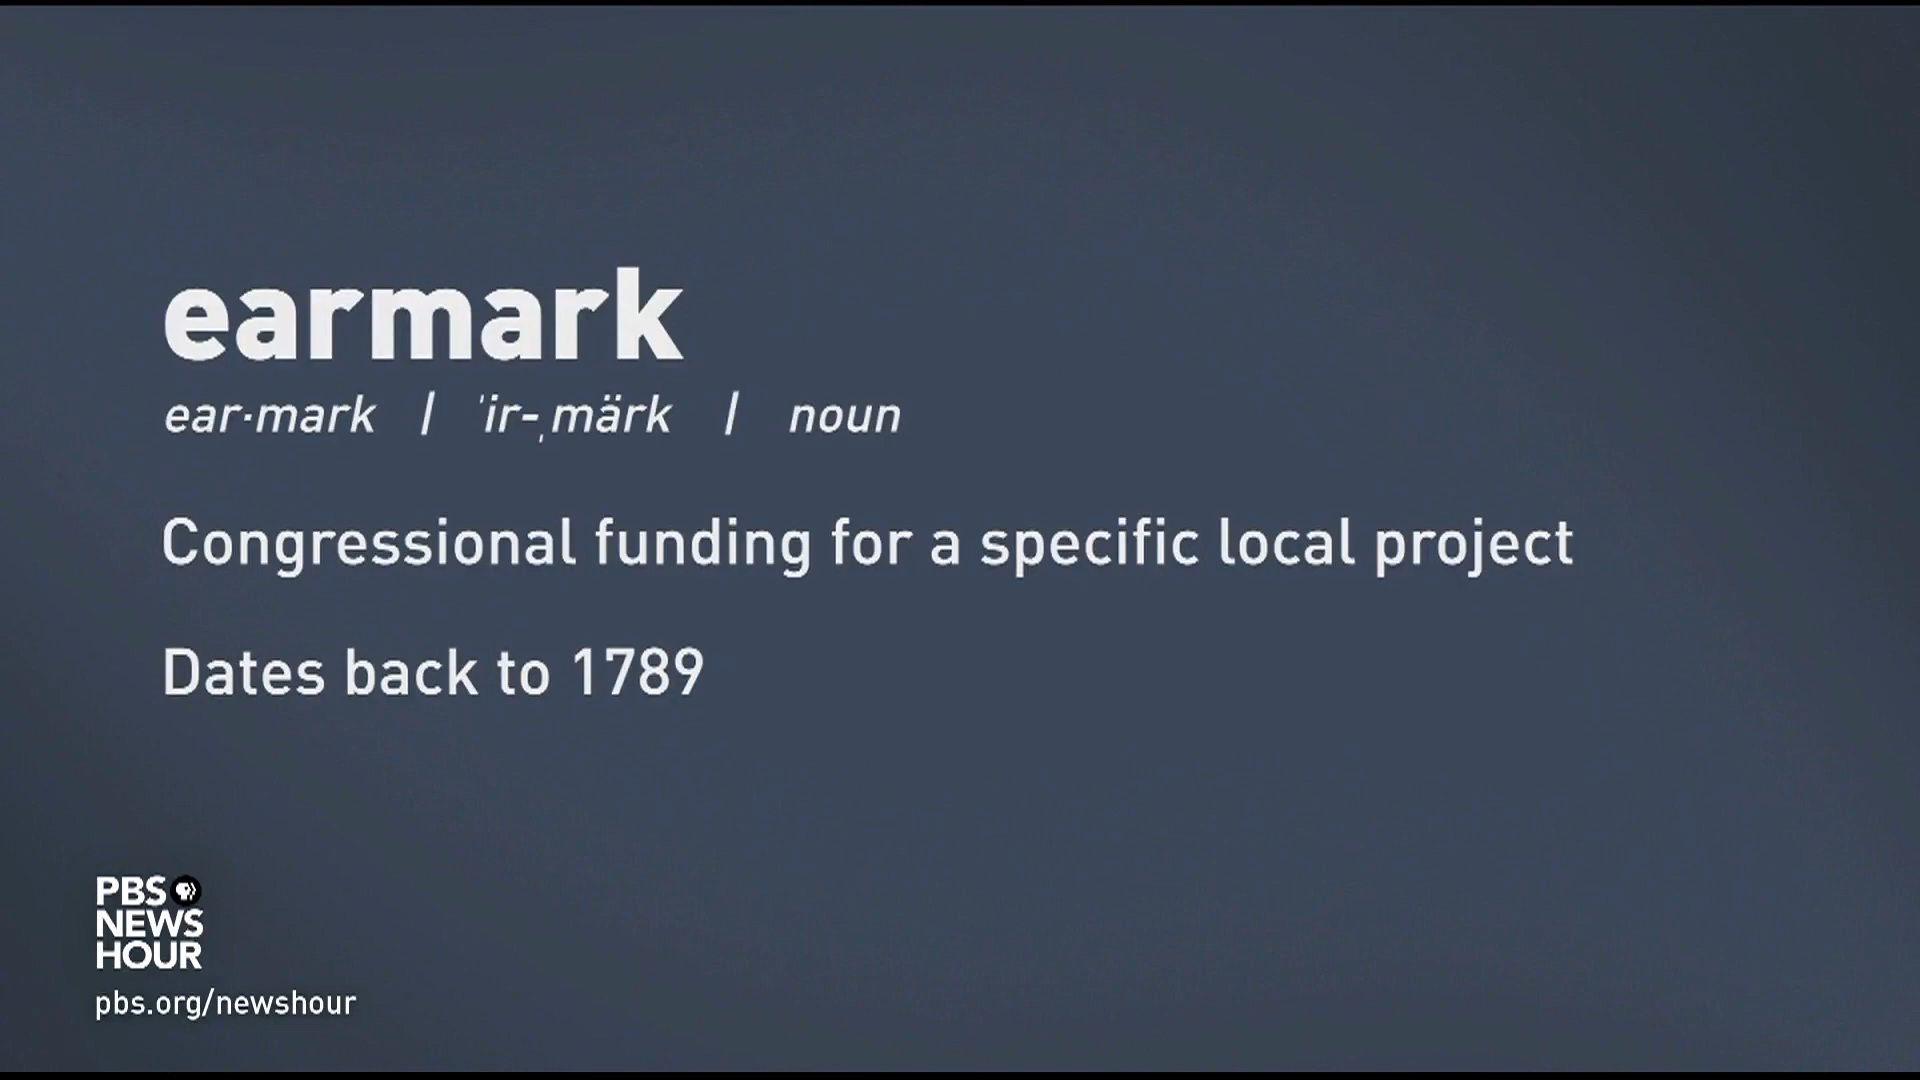 earmark
ear·mark / ˈir-ˌmärk / noun
Congressional funding for a specific local project
Dates back to 1789
PBS
NEWS
HOUR
pbs.org/newshour